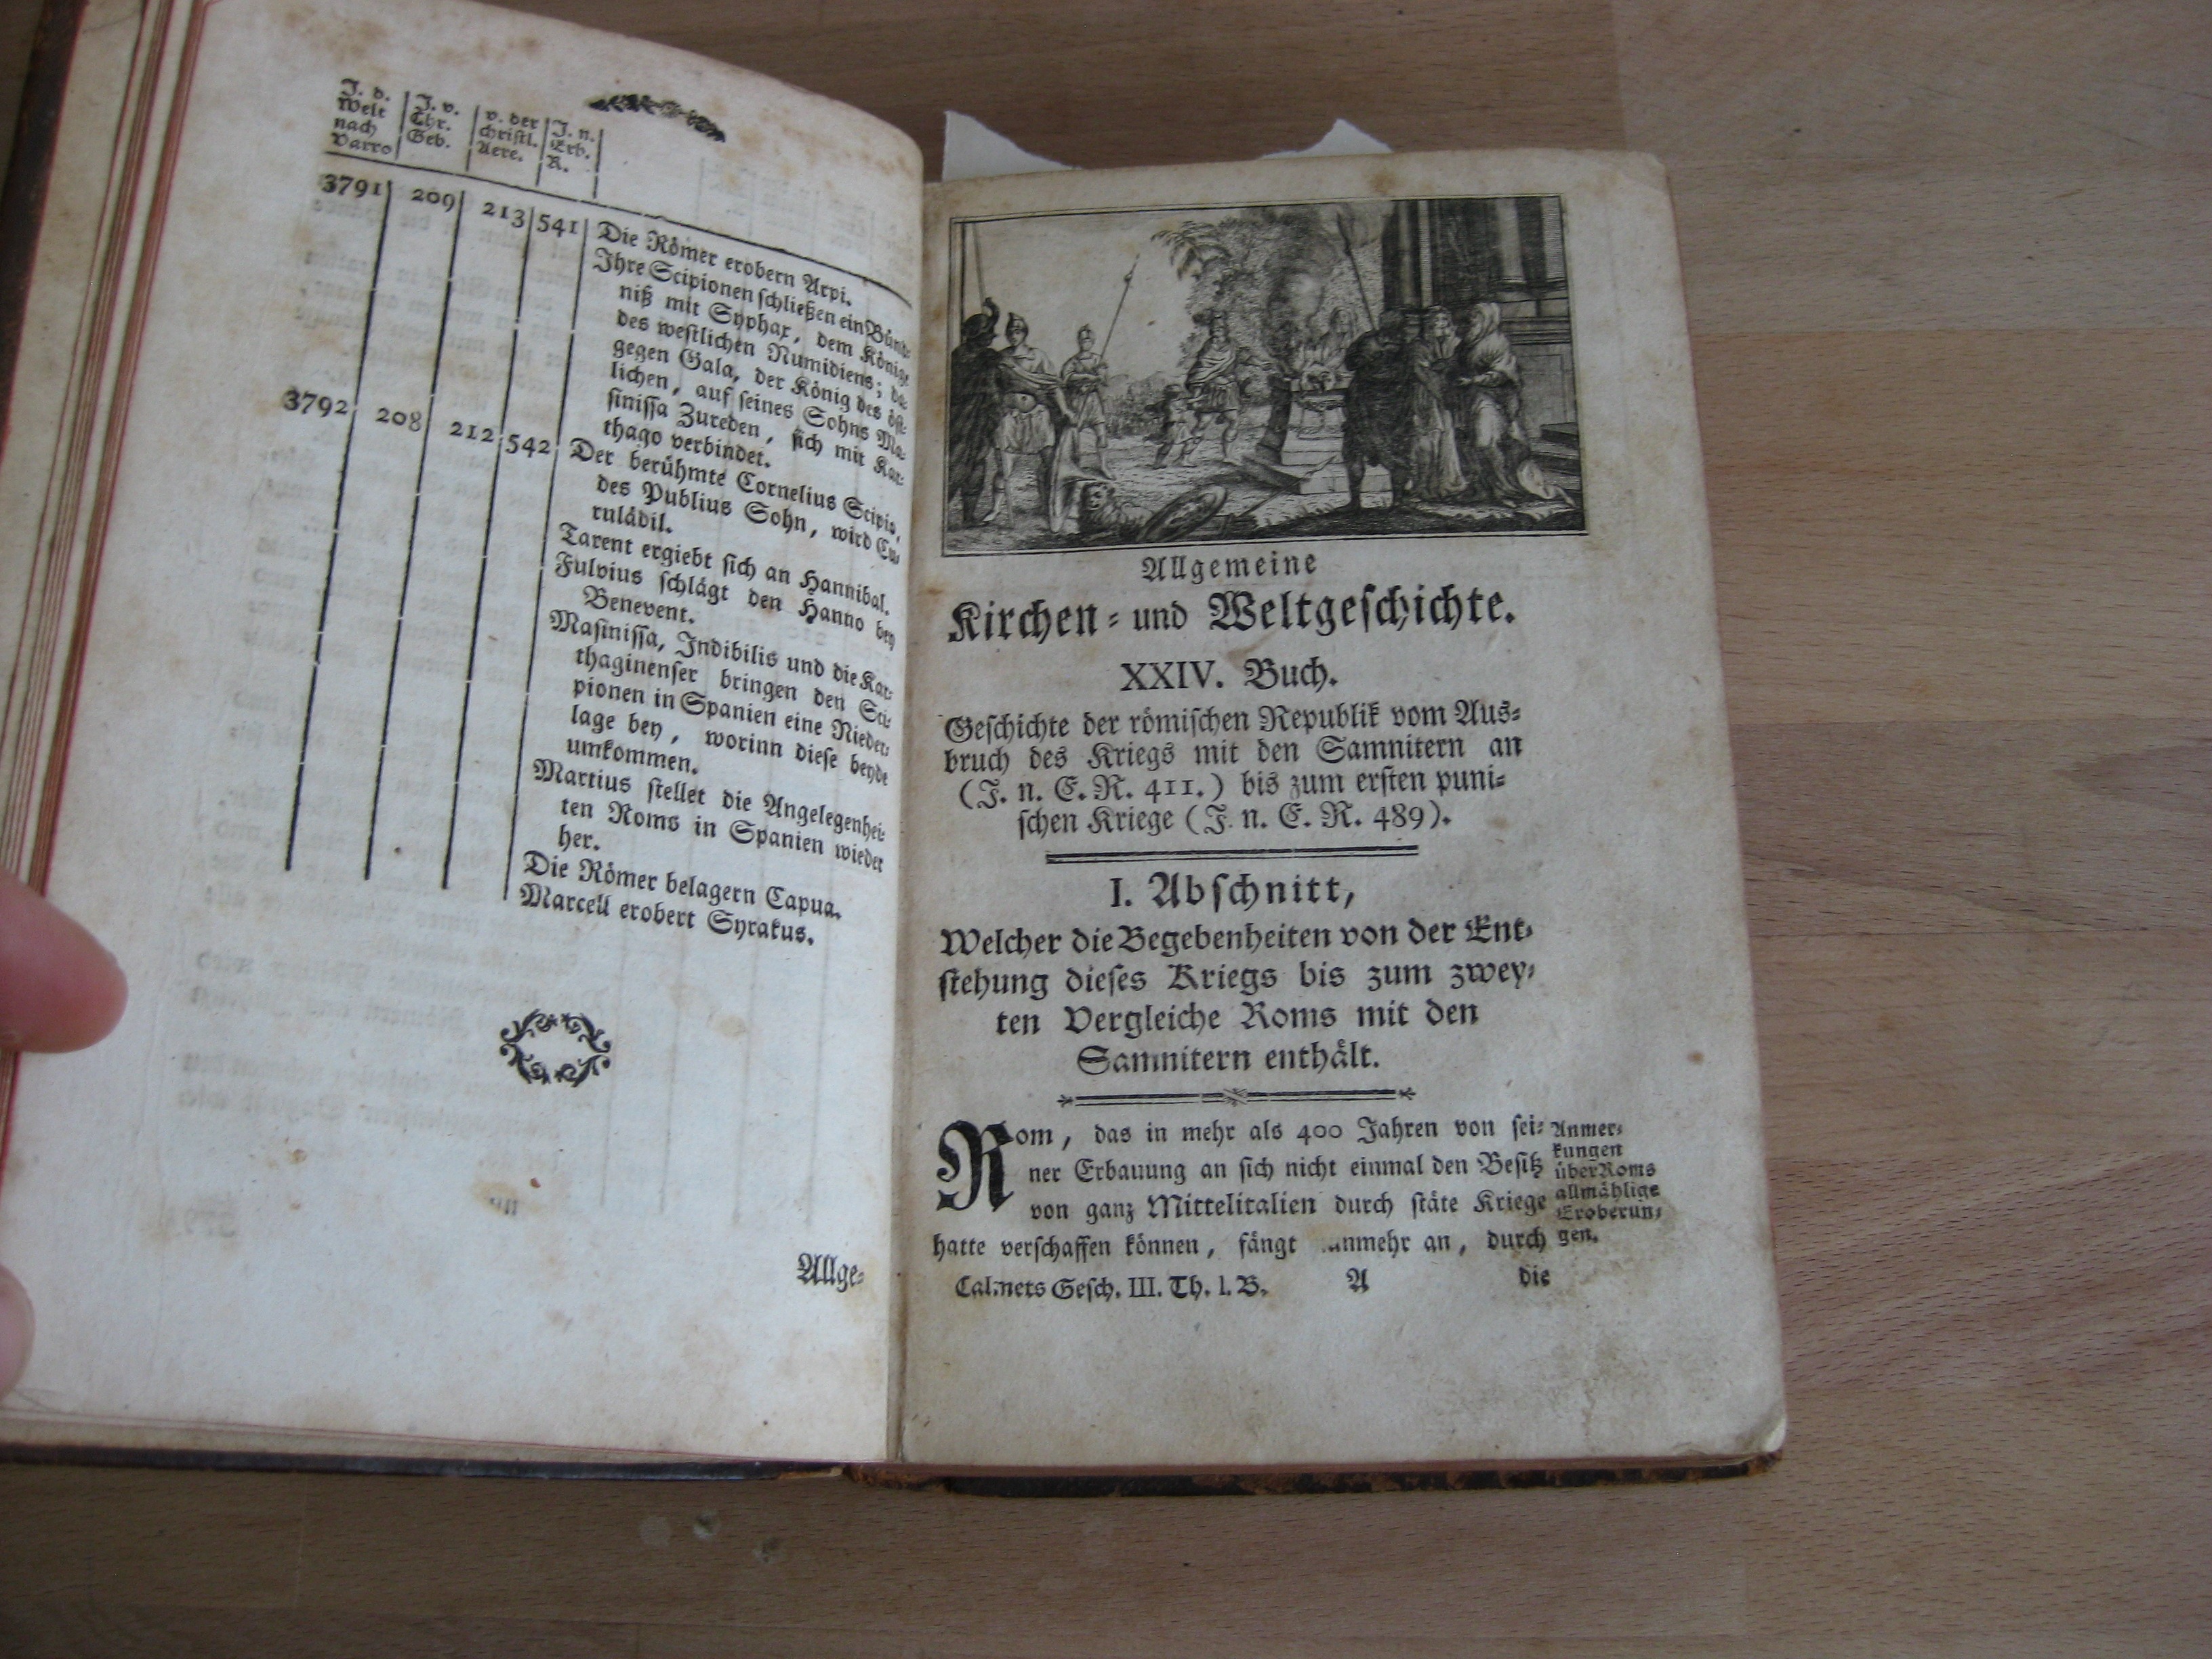 J. d.
Welt
nach
Varro
J. v.
Chr.
Geb.
v. der
christl.
Aere.
J. n.
Erb.
R.
3791 209 213 541 Die Römer erobern Arpi.
Ihre Scipionen schließen ein Bünd-
niß mit Syphax, dem Könige
des westlichen Numidiens; da-
gegen Gala, der König des öst-
lichen, auf seines Sohns Ma-
sinissa Zureden, sich mit Kar-
thago verbindet.
3792 208 212 542 Der berühmte Cornelius Scipio,
des Publius Sohn, wird Cu-
rulädil.
Tarent ergiebt sich an Hannibal.
Fulvius schlägt den Hanno bey
Benevent.
Masinissa, Indibilis und die Kar-
thaginenser bringen den Sci-
pionen in Spanien eine Nieder-
lage bey, worinn diese beyde
umkommen.
Martius stellet die Angelegenhei-
ten Roms in Spanien wieder
her.
Die Römer belagern Capua.
Marcell erobert Syrakus.
Allge-
Allgemeine
Kirchen- und Weltgeschichte.
XXIV. Buch.
Geschichte der römischen Republik vom Aus-
bruch des Kriegs mit den Samnitern an
(J. n. E. R. 411.) bis zum ersten puni-
schen Kriege (J. n. E. R. 489).
I. Abschnitt,
Welcher die Begebenheiten von der Ent-
stehung dieses Kriegs bis zum zwey-
ten Vergleiche Roms mit den
Samnitern enthält.
Rom, das in mehr als 400 Jahren von sei-
ner Erbauung an sich nicht einmal den Besitz
von ganz Mittelitalien durch stäte Kriege
hatte verschaffen können, fängt nunmehr an, durch
Anmer-
kungen
über Roms
allmählige
Eroberun-
gen.
Calmets Gesch. III. Th. I. B. A die